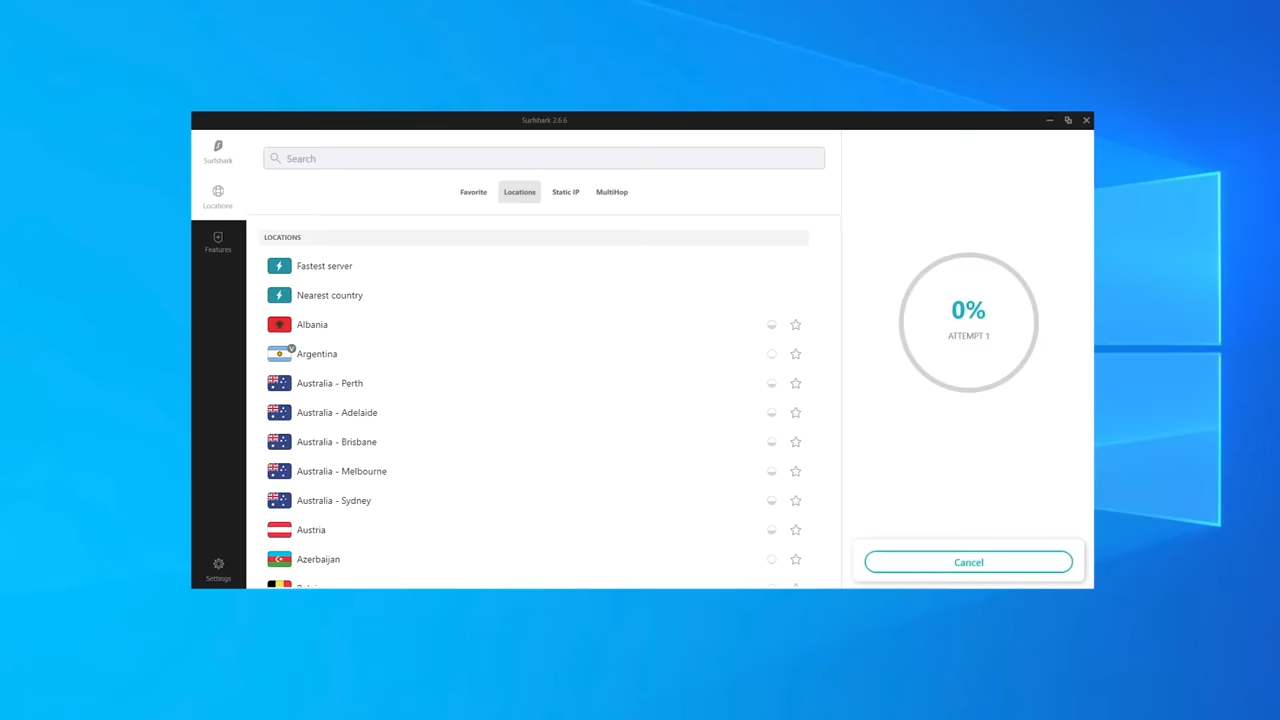 Surfshark 2.6.6
Surfshark
Search
Locations
Favorite Locations Static IP MultiHop
Features
LOCATIONS
Fastest server
Nearest country
Albania
V
Argentina
Australia - Perth
Australia - Adelaide
Australia - Brisbane
Australia - Melbourne
Australia - Sydney
Austria
Azerbaijan
0%
ATTEMPT 1
Cancel
Settings